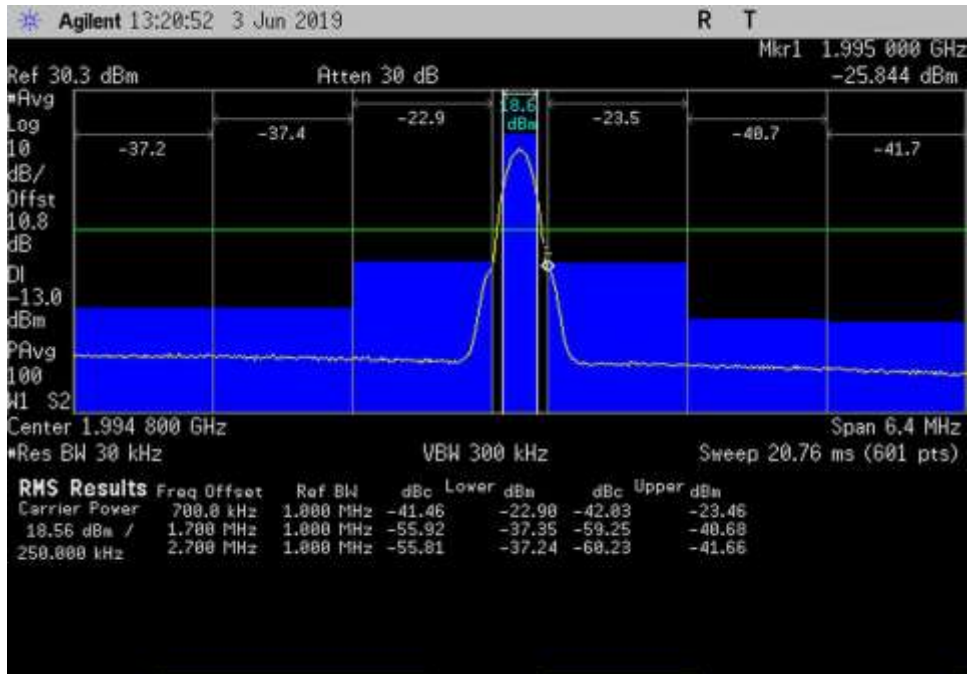 Agilent 13:20:52 3 Jun 2019 R T
Mkr1 1.995 000 GHz
Ref 30.3 dBm Atten 30 dB -25.844 dBm
#Avg
Log
10
dB/
Offst
10.8
dB
DI
-13.0
dBm
PAvg
100
W1 S2
-37.2
-37.4
-22.9
18.6
dBm
-23.5
-40.7
-41.7
Center 1.994 800 GHz Span 6.4 MHz
#Res BW 30 kHz VBW 300 kHz Sweep 20.76 ms (601 pts)
RMS Results Freq Offset Ref BW dBc Lower dBm dBc Upper dBm
Carrier Power 700.0 kHz 1.000 MHz -41.46 -22.90 -42.03 -23.46
18.56 dBm / 1.700 MHz 1.000 MHz -55.92 -37.35 -59.25 -40.68
250.000 kHz 2.700 MHz 1.000 MHz -55.81 -37.24 -60.23 -41.66